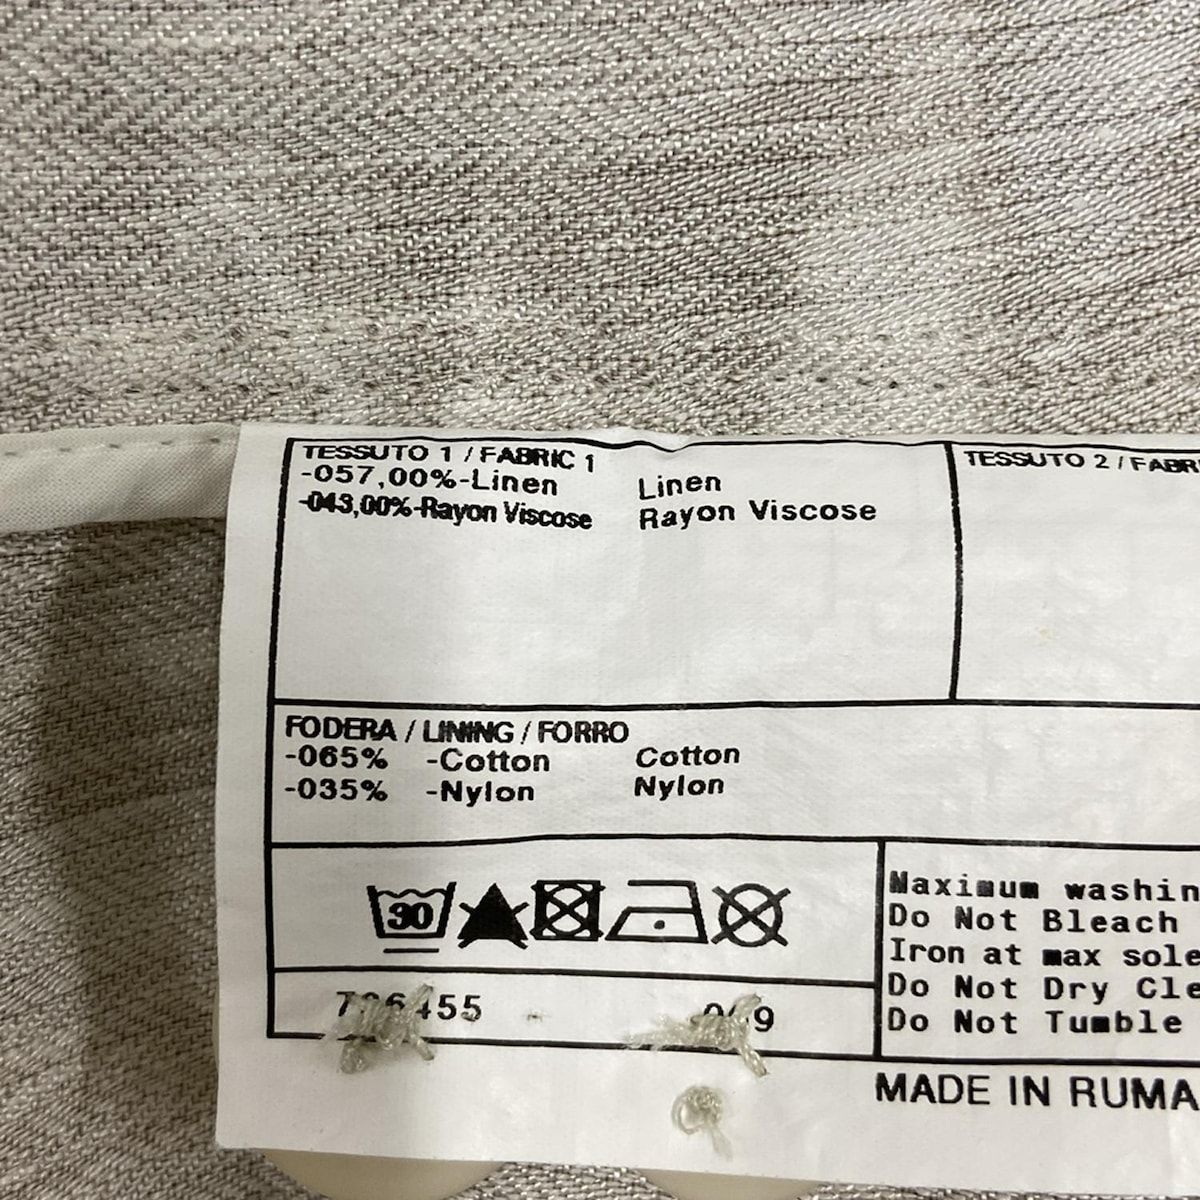 TESSUTO 1 / FABRIC 1
-057,00%-Linen Linen
-043,00%-Rayon Viscose Rayon Viscose
TESSUTO 2 / FABR
FODERA / LINING / FORRO
-065% -Cotton Cotton
-035% -Nylon Nylon
30
Maximum washin
Do Not Bleach
Iron at max sole
Do Not Dry Cle
Do Not Tumble
MADE IN RUMA